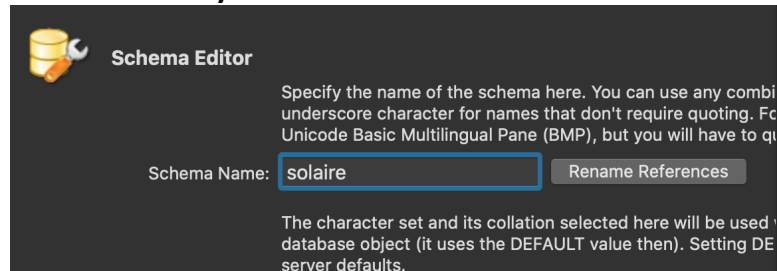 Schema Editor
Specify the name of the schema here. You can use any combi
underscore character for names that don't require quoting. Fo
Unicode Basic Multilingual Pane (BMP), but you will have to qu
Schema Name: solaire Rename References
The character set and its collation selected here will be used
database object (it uses the DEFAULT value then). Setting DE
server defaults.